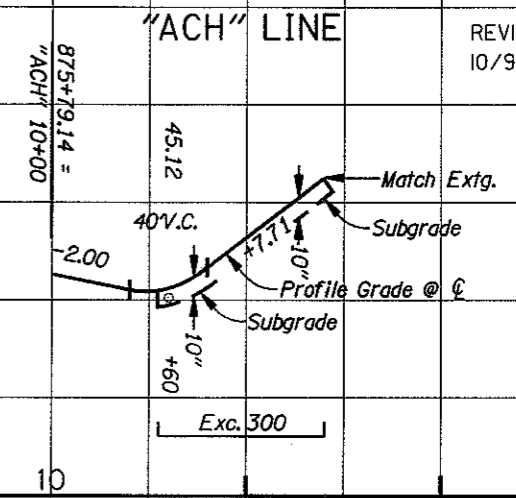 "ACH" LINE
REVI
10/9
875+79.14 =
"ACH" 10+00
45.12
Match Extg.
40'V.C.
Subgrade
-2.00
+7.71
10"
Profile Grade @ ℄
Subgrade
10"
+60
Exc. 300
10